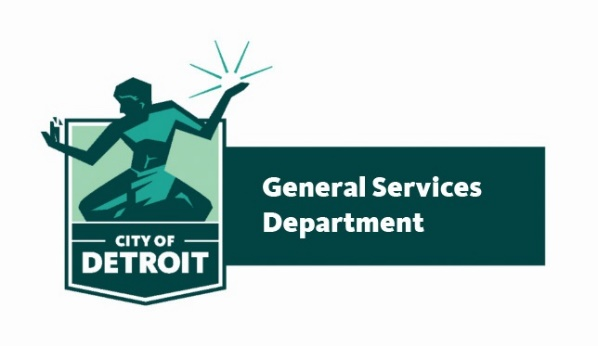 CITY OF
DETROIT
General Services
Department